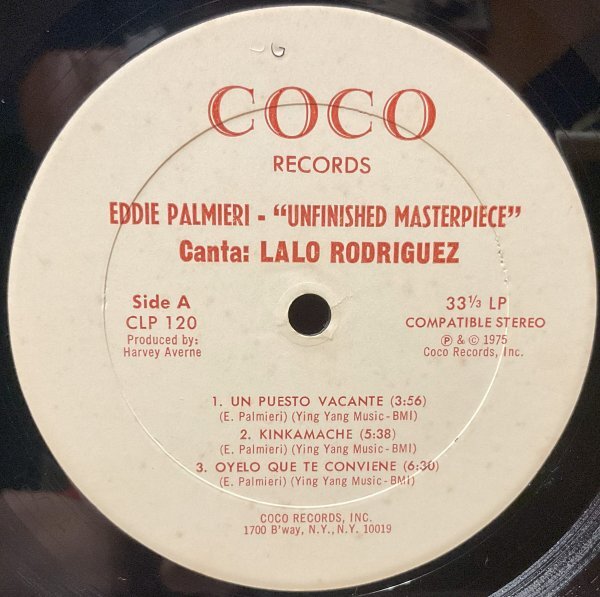 COCO
RECORDS
EDDIE PALMIERI - "UNFINISHED MASTERPIECE"
Canta: LALO RODRIGUEZ
Side A
CLP 120
Produced by:
Harvey Averne
33⅓ LP
COMPATIBLE STEREO
℗ & © 1975
Coco Records, Inc.
1. UN PUESTO VACANTE (3:56)
(E. Palmieri) (Ying Yang Music-BMI)
2. KINKAMACHE (5:38)
(E. Palmieri) (Ying Yang Music-BMI)
3. OYELO QUE TE CONVIENE (6:30)
(E. Palmieri) (Ying Yang Music-BMI)
COCO RECORDS, INC.
1700 B'way, N.Y., N.Y. 10019